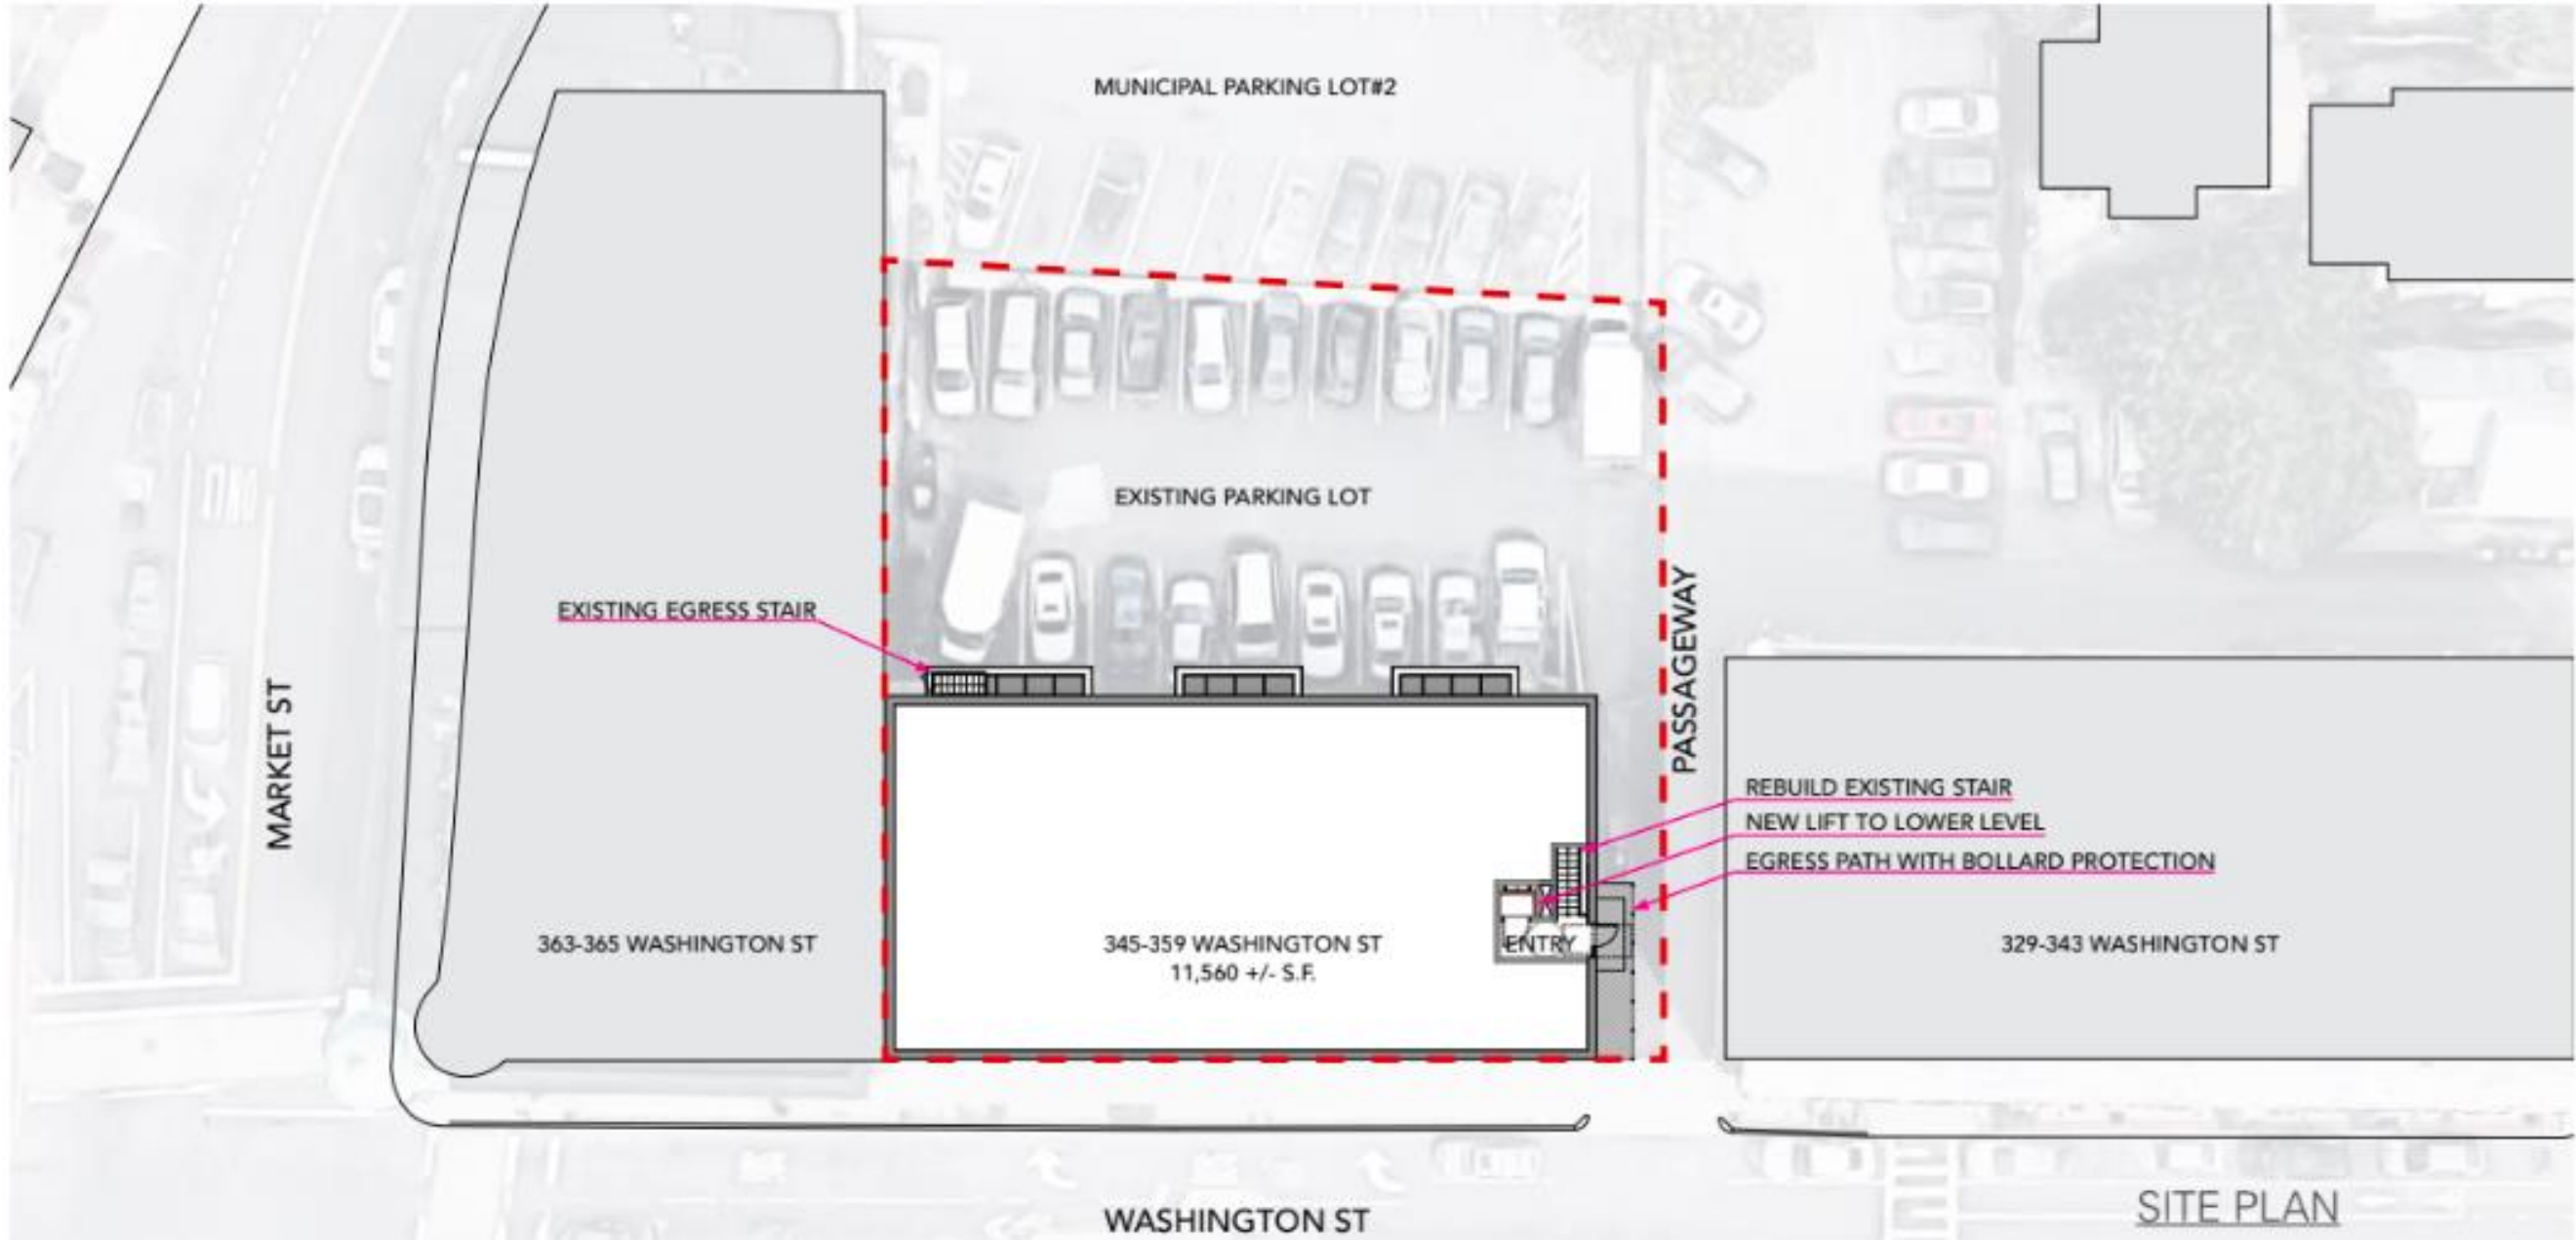 MUNICIPAL PARKING LOT#2
EXISTING PARKING LOT
EXISTING EGRESS STAIR
PASSAGEWAY
MARKET ST
REBUILD EXISTING STAIR
NEW LIFT TO LOWER LEVEL
EGRESS PATH WITH BOLLARD PROTECTION
363-365 WASHINGTON ST
345-359 WASHINGTON ST
11,560 +/- S.F.
ENTRY
329-343 WASHINGTON ST
WASHINGTON ST
SITE PLAN